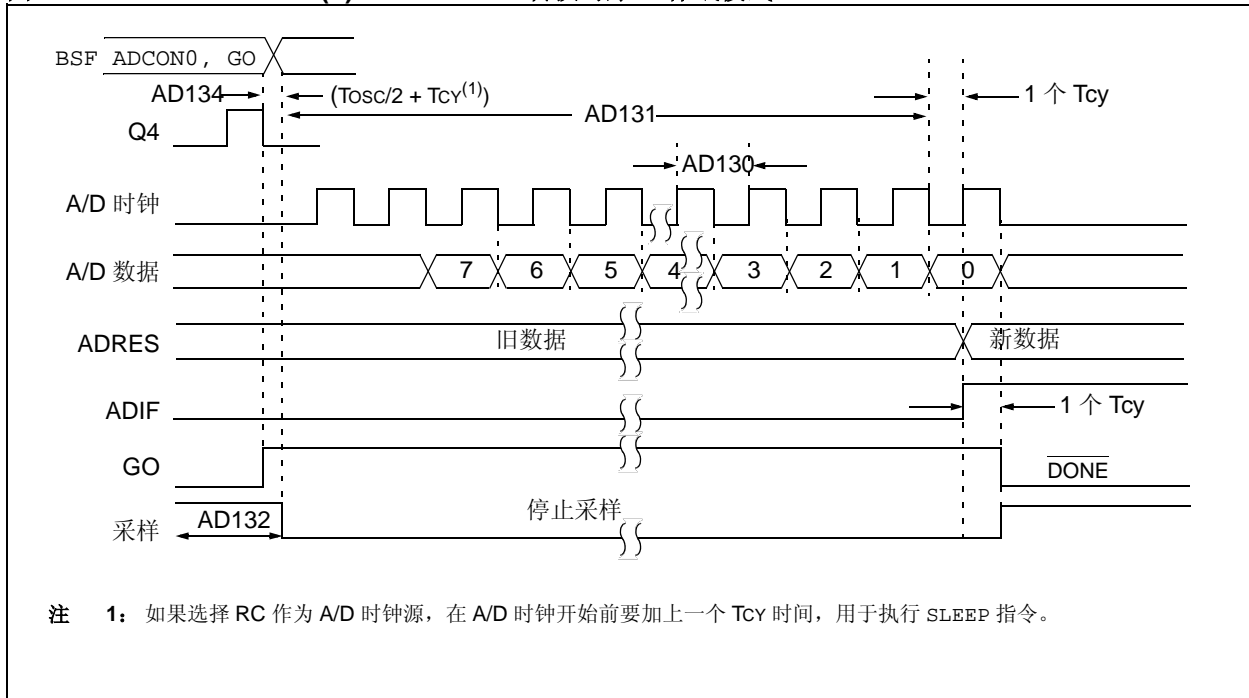 BSF ADCON0, GO
AD134
(TOSC/2 + TCY(1))
AD131
1 个 Tcy
Q4
AD130
A/D 时钟
A/D 数据
7 6 5 4 3 2 1 0
ADRES
旧数据
新数据
ADIF
1 个 Tcy
GO
DONE
采样
AD132
停止采样
注 1: 如果选择 RC 作为 A/D 时钟源，在 A/D 时钟开始前要加上一个 TCY 时间，用于执行 SLEEP 指令。